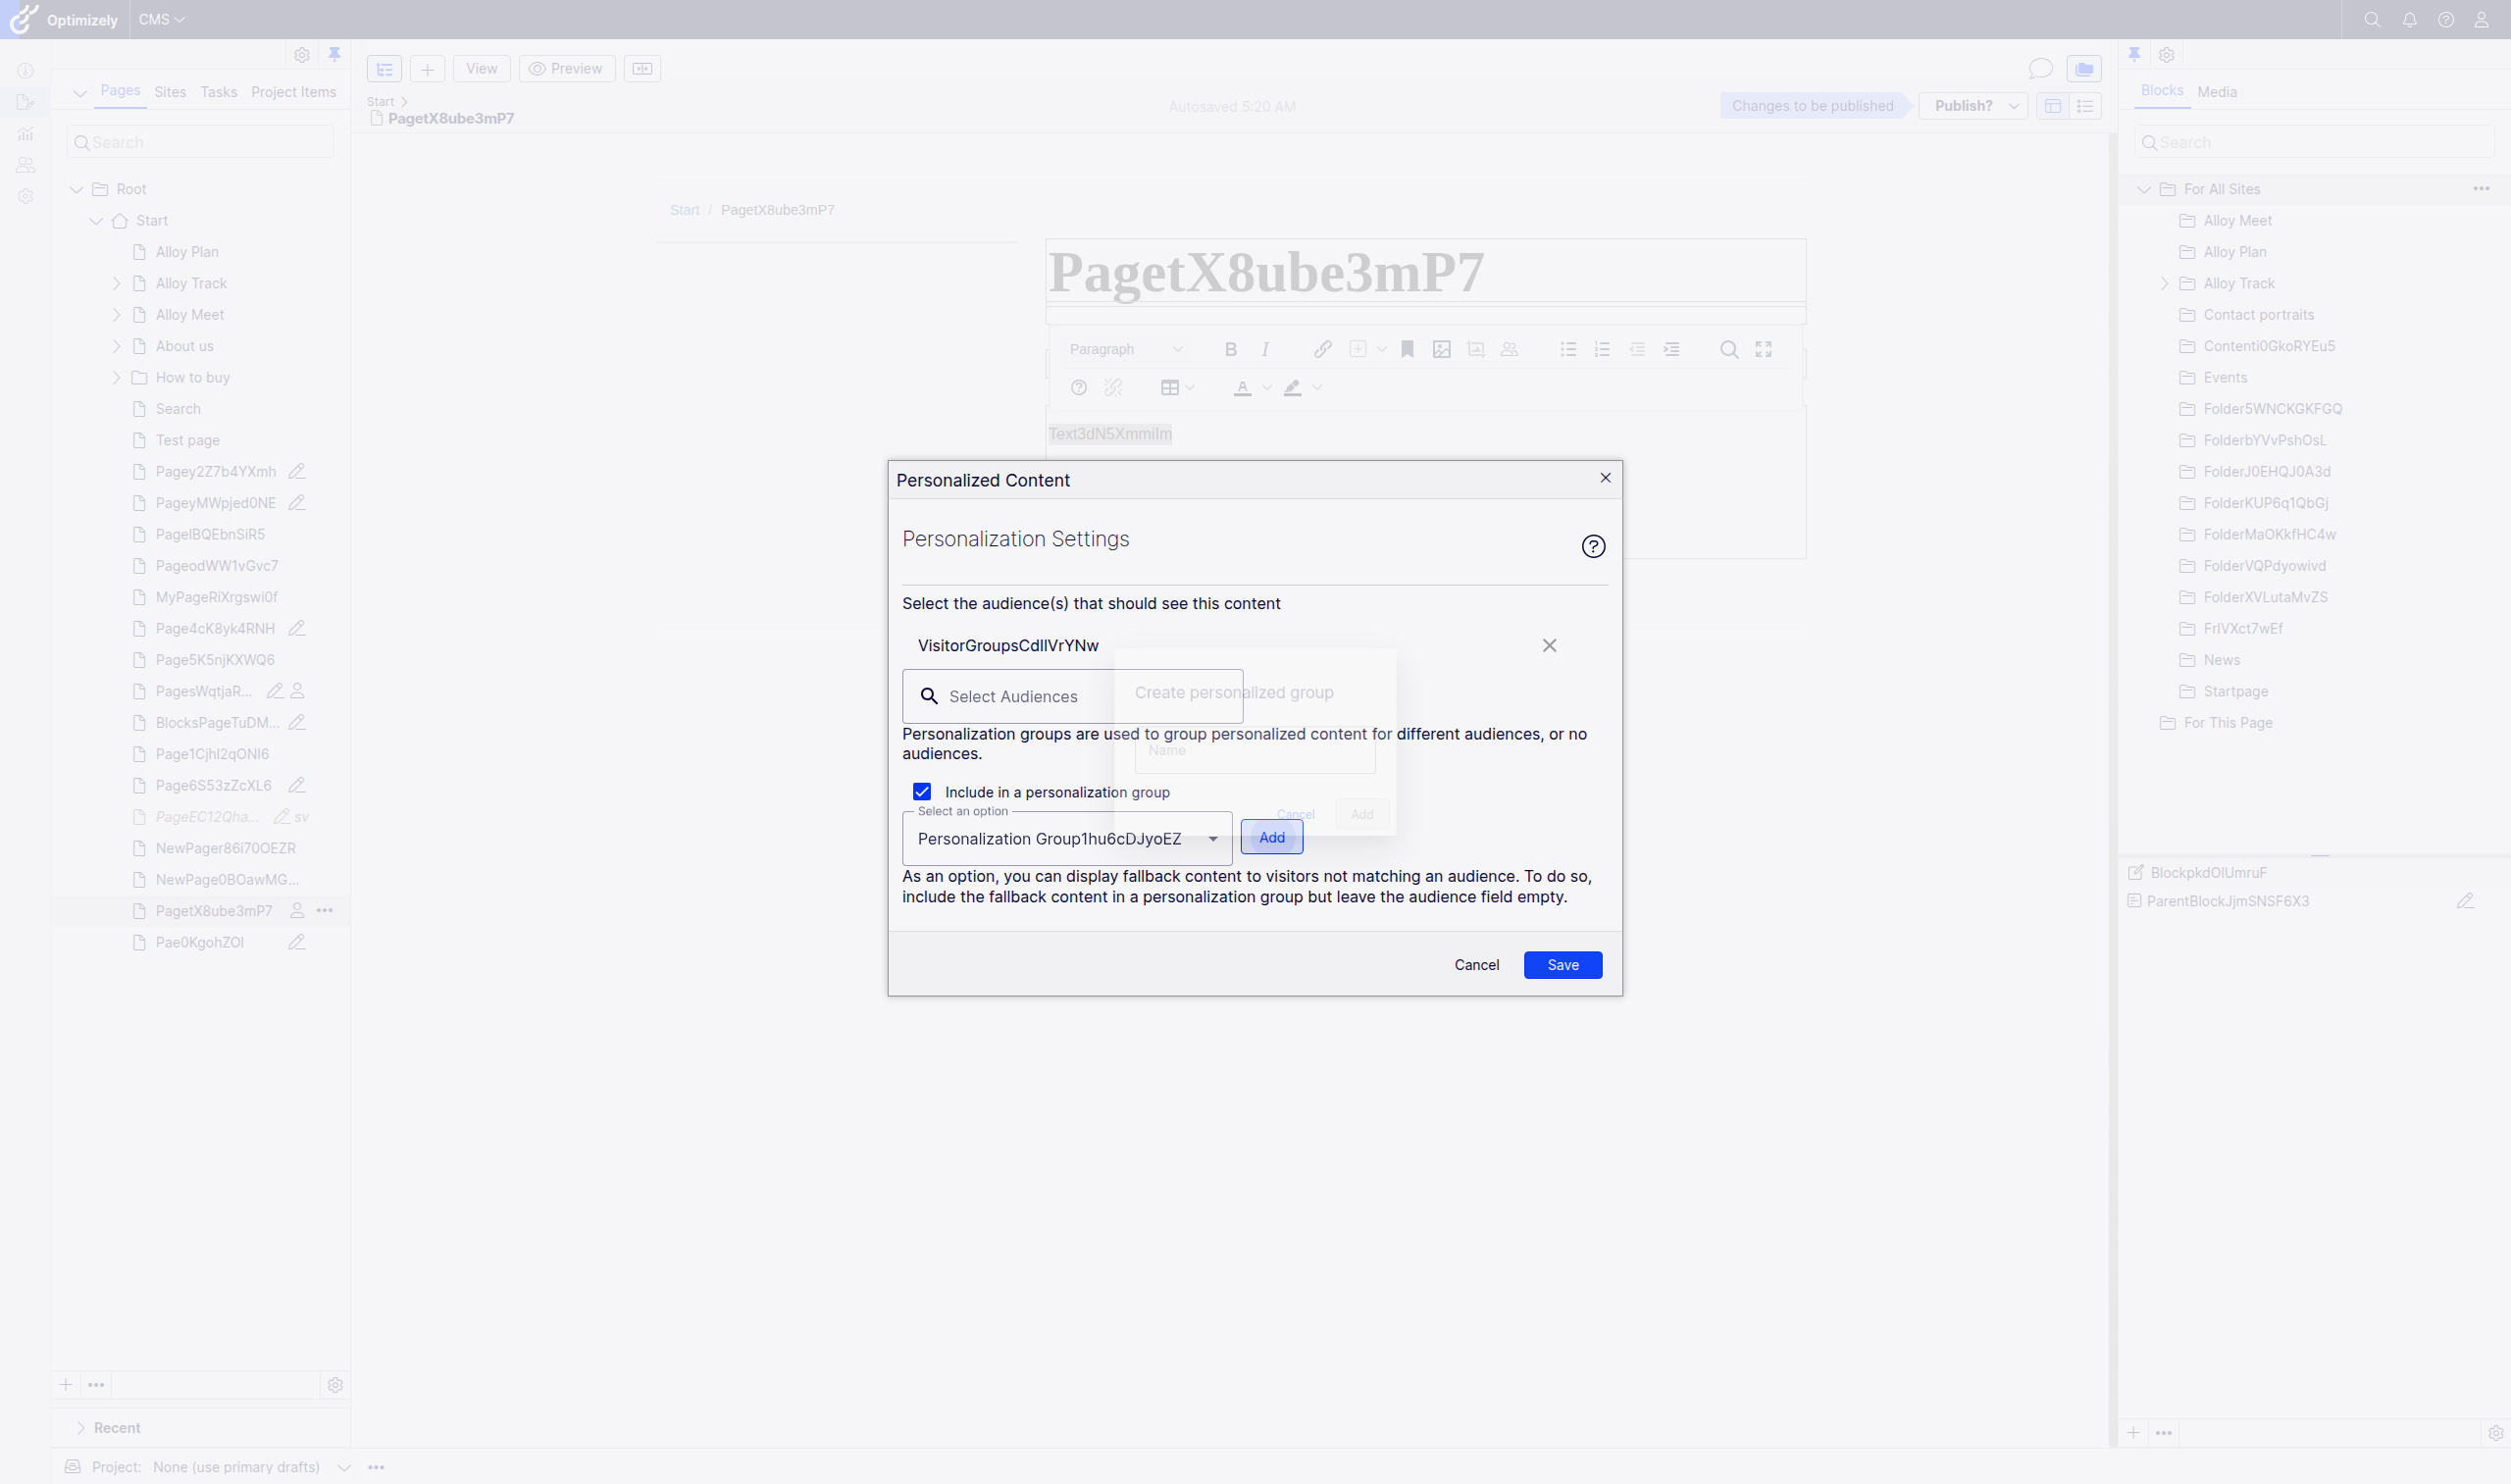 Optimizely CMS
View Preview
Pages Sites Tasks Project Items
Start
PagetX8ube3mP7
Autosaved 5:20 AM
Changes to be published
Publish?
Blocks Media
Search
Root
Start
Alloy Plan
Alloy Track
Alloy Meet
About us
How to buy
Search
Test page
Pagey2Z7b4YXmh
PageyMWpjed0NE
PageIBQEbnSiR5
PageodWW1vGvc7
MyPageRiXrgswi0f
Page4cK8yk4RNH
Page5K5njKXWQ6
PagesWqtjaR...
BlocksPageTuDM...
Page1Cjhl2qONI6
Page6S53zZcXL6
PageEC12Qha... sv
NewPager86i70OEZR
NewPage0BOawMG...
PagetX8ube3mP7
Pae0KgohZOI
Recent
Project: None (use primary drafts)
Start / PagetX8ube3mP7
PagetX8ube3mP7
Paragraph
Text3dN5XmmiIm
Personalized Content
Personalization Settings
Select the audience(s) that should see this content
VisitorGroupsCdIlVrYNw
Select Audiences
Create personalized group
Personalization groups are used to group personalized content for different audiences, or no
audiences.
Name
Include in a personalization group
Cancel Add
Select an option
Personalization Group1hu6cDJyoEZ
Add
As an option, you can display fallback content to visitors not matching an audience. To do so,
include the fallback content in a personalization group but leave the audience field empty.
Cancel Save
Search
For All Sites
Alloy Meet
Alloy Plan
Alloy Track
Contact portraits
Contenti0GkoRYEu5
Events
Folder5WNCKGKFGQ
FolderbYVvPshOsL
FolderJ0EHQJ0A3d
FolderKUP6q1QbGj
FolderMaOKkfHC4w
FolderVQPdyowivd
FolderXVLutaMvZS
FrIVXct7wEf
News
Startpage
For This Page
BlockpkdOlUmruF
ParentBlockJjmSNSF6X3